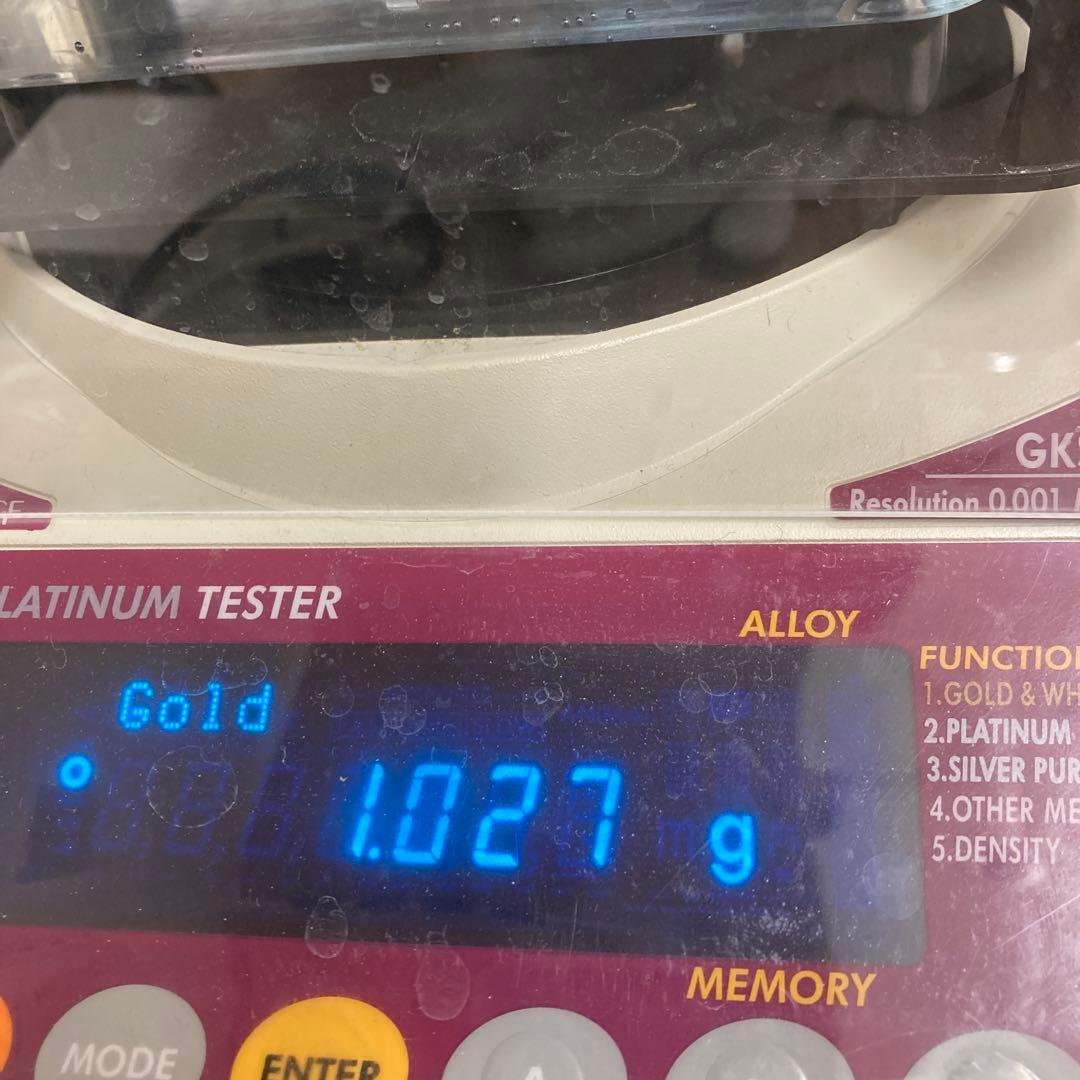 GK
Resolution 0.001
LATINUM TESTER
ALLOY
Gold
1.027 g
FUNCTIO
1.GOLD & WH
2.PLATINUM
3.SILVER PUR
4.OTHER ME
5.DENSITY
MEMORY
MODE
ENTER
A